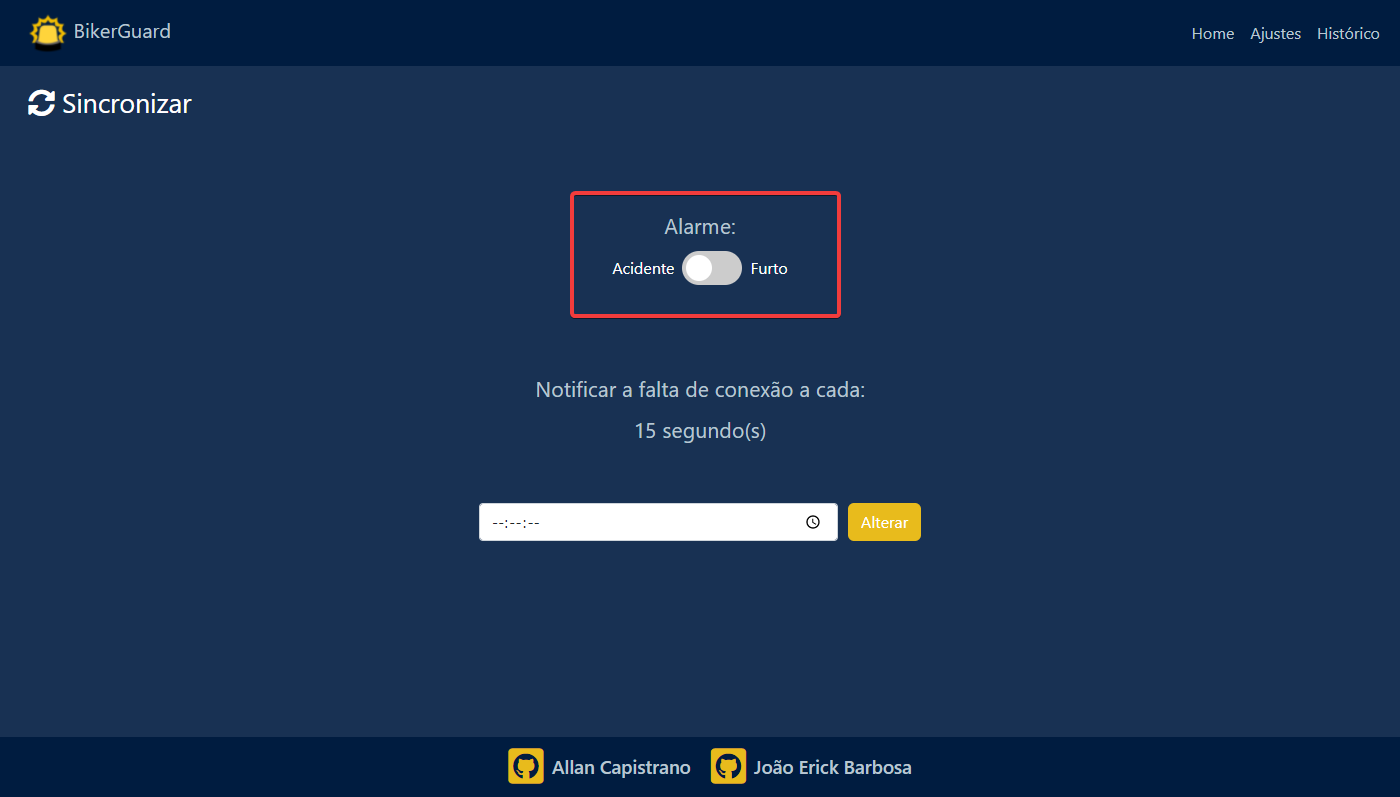 BikerGuard
Home Ajustes Histórico
Sincronizar
Alarme:
Acidente Furto
Notificar a falta de conexão a cada:
15 segundo(s)
--:--:-- Alterar
Allan Capistrano João Erick Barbosa